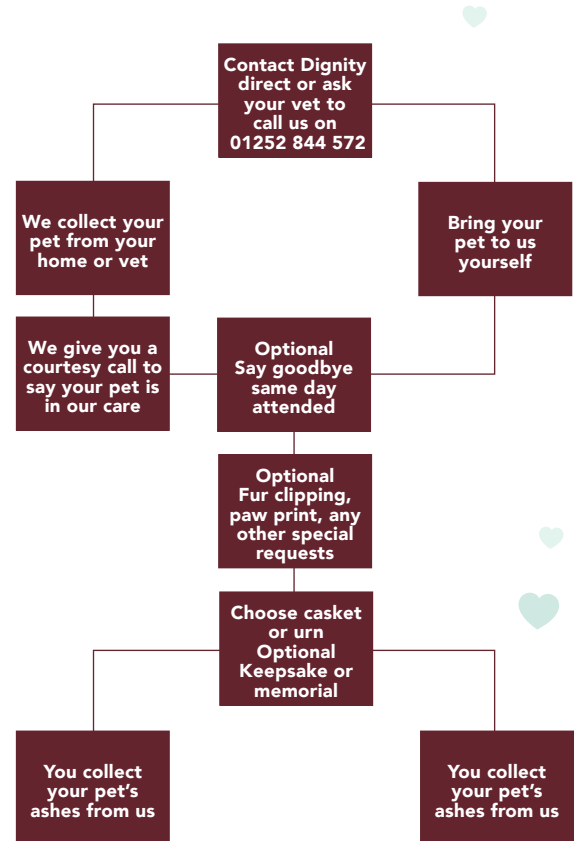 Contact Dignity
direct or ask
your vet to
call us on
01252 844 572
We collect your
pet from your
home or vet
Bring your
pet to us
yourself
We give you a
courtesy call to
say your pet is
in our care
Optional
Say goodbye
same day
attended
Optional
Fur clipping,
paw print, any
other special
requests
Choose casket
or urn
Optional
Keepsake or
memorial
You collect
your pet's
ashes from us
You collect
your pet's
ashes from us